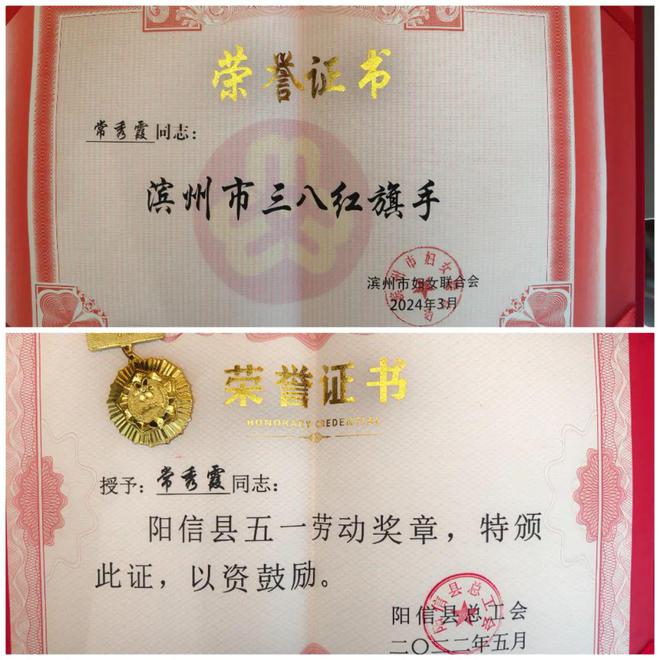 荣誉证书
常秀霞同志：
滨州市三八红旗手
滨州市妇女联合会
2024年3月
荣誉证书
HONORARY CREDENTIAL
授予：常秀霞同志：
阳信县五一劳动奖章，特颁
此证，以资鼓励。
阳信县总工会
二〇二二年五月